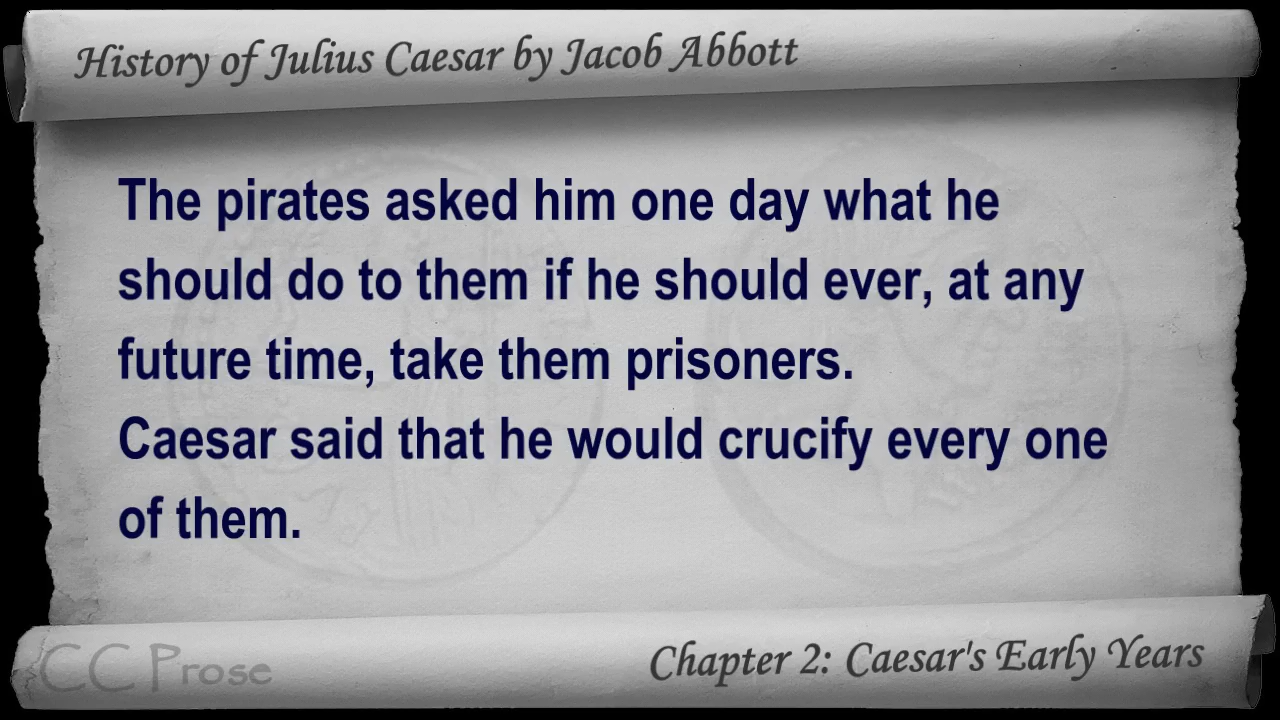 History of Julius Caesar by Jacob Abbott
The pirates asked him one day what he
should do to them if he should ever, at any
future time, take them prisoners.
Caesar said that he would crucify every one
of them.
CC Prose
Chapter 2: Caesar's Early Years